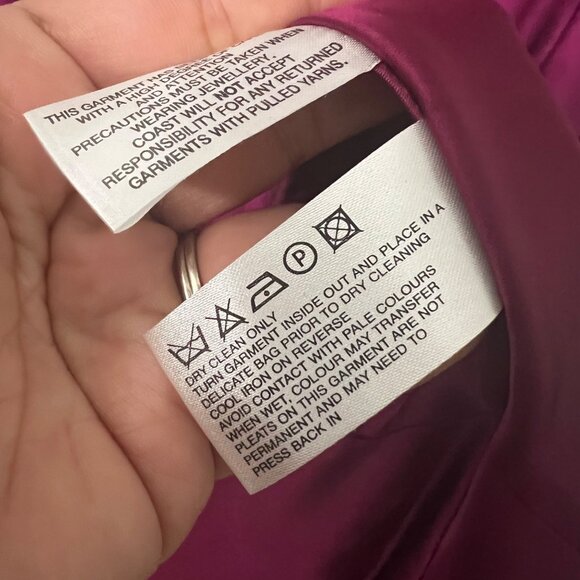 THIS GARMENT HAS BEEN
WITH A HIGH
AND ATTENTION
PRECAUTIONS MUST BE TAKEN WHEN
WEARING JEWELLERY.
COAST WILL NOT ACCEPT
RESPONSIBILITY FOR ANY RETURNED
GARMENTS WITH PULLED YARNS.
P
DRY CLEAN ONLY
TURN GARMENT INSIDE OUT AND PLACE IN A
DELICATE BAG PRIOR TO DRY CLEANING
COOL IRON ON REVERSE
AVOID CONTACT WITH PALE COLOURS
WHEN WET, COLOUR MAY TRANSFER
PLEATS ON THIS GARMENT ARE NOT
PERMANENT AND MAY NEED TO
PRESS BACK IN